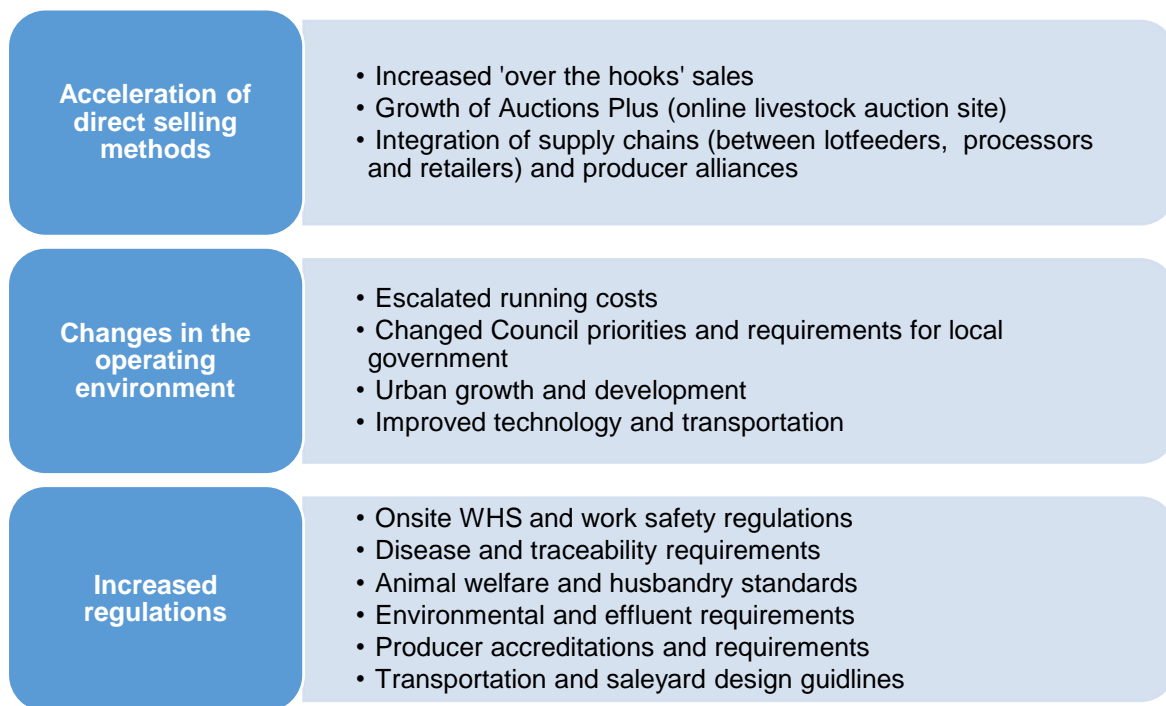 Acceleration of
direct selling
methods
• Increased 'over the hooks' sales
• Growth of Auctions Plus (online livestock auction site)
• Integration of supply chains (between lotfeeders, processors
and retailers) and producer alliances
Changes in the
operating
environment
• Escalated running costs
• Changed Council priorities and requirements for local
government
• Urban growth and development
• Improved technology and transportation
Increased
regulations
• Onsite WHS and work safety regulations
• Disease and traceability requirements
• Animal welfare and husbandry standards
• Environmental and effluent requirements
• Producer accreditations and requirements
• Transportation and saleyard design guidlines